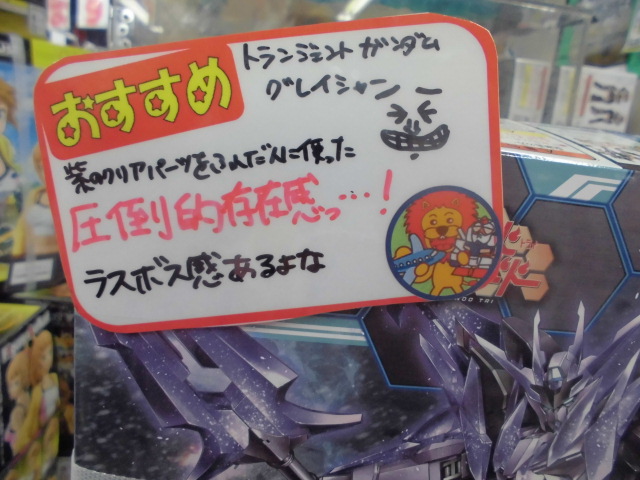 おすすめ
トランジェントガンダム
グレイシャー
紫のクリアパーツをふんだんに使った
圧倒的存在感っ…!
ラスボス感あるよな